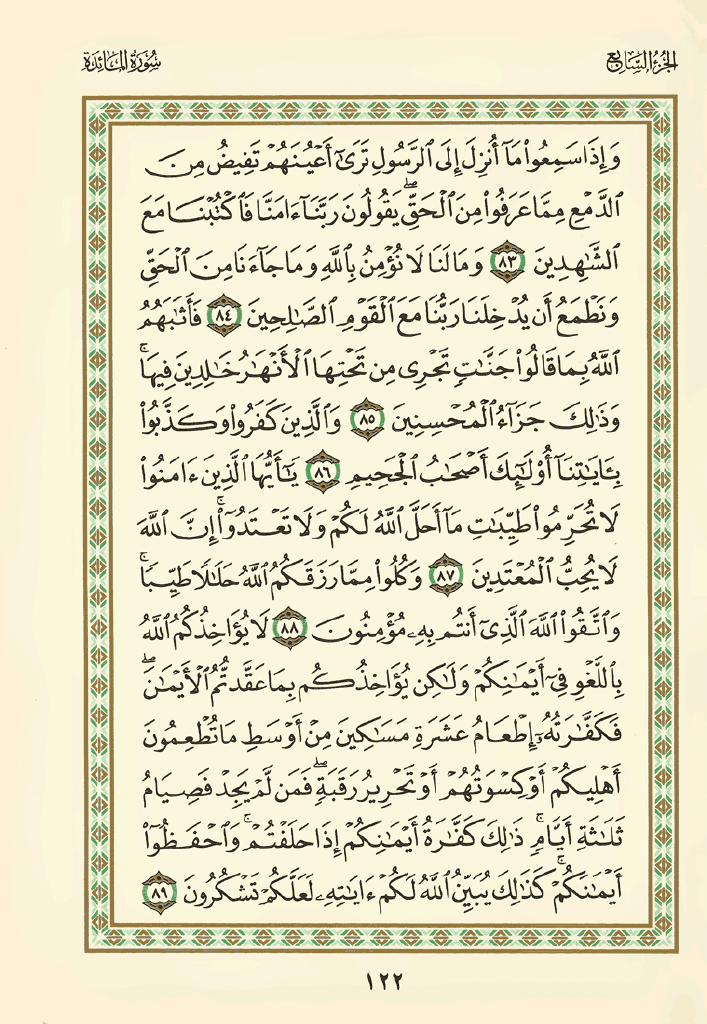 الجزء السابع
سورة المائدة
وَإِذَا سَمِعُوا۟ مَآ أُنزِلَ إِلَى ٱلرَّسُولِ تَرَىٰٓ أَعْيُنَهُمْ تَفِيضُ مِنَ
ٱلدَّمْعِ مِمَّا عَرَفُوا۟ مِنَ ٱلْحَقِّ ۖ يَقُولُونَ رَبَّنَآ ءَامَنَّا فَٱكْتُبْنَا مَعَ
ٱلشَّٰهِدِينَ ٨٣ وَمَا لَنَا لَا نُؤْمِنُ بِٱللَّهِ وَمَا جَآءَنَا مِنَ ٱلْحَقِّ
وَنَطْمَعُ أَن يُدْخِلَنَا رَبُّنَا مَعَ ٱلْقَوْمِ ٱلصَّٰلِحِينَ ٨٤ فَأَثَٰبَهُمُ
ٱللَّهُ بِمَا قَالُوا۟ جَنَّٰتٍ تَجْرِى مِن تَحْتِهَا ٱلْأَنْهَٰرُ خَٰلِدِينَ فِيهَا ۚ
وَذَٰلِكَ جَزَآءُ ٱلْمُحْسِنِينَ ٨٥ وَٱلَّذِينَ كَفَرُوا۟ وَكَذَّبُوا۟
بِـَٔايَٰتِنَآ أُو۟لَٰٓئِكَ أَصْحَٰبُ ٱلْجَحِيمِ ٨٦ يَٰٓأَيُّهَا ٱلَّذِينَ ءَامَنُوا۟
لَا تُحَرِّمُوا۟ طَيِّبَٰتِ مَآ أَحَلَّ ٱللَّهُ لَكُمْ وَلَا تَعْتَدُوٓا۟ ۚ إِنَّ ٱللَّهَ
لَا يُحِبُّ ٱلْمُعْتَدِينَ ٨٧ وَكُلُوا۟ مِمَّا رَزَقَكُمُ ٱللَّهُ حَلَٰلًا طَيِّبًا ۚ
وَٱتَّقُوا۟ ٱللَّهَ ٱلَّذِىٓ أَنتُم بِهِۦ مُؤْمِنُونَ ٨٨ لَا يُؤَاخِذُكُمُ ٱللَّهُ
بِٱللَّغْوِ فِىٓ أَيْمَٰنِكُمْ وَلَٰكِن يُؤَاخِذُكُم بِمَا عَقَّدتُّمُ ٱلْأَيْمَٰنَ ۖ
فَكَفَّٰرَتُهُۥٓ إِطْعَامُ عَشَرَةِ مَسَٰكِينَ مِنْ أَوْسَطِ مَا تُطْعِمُونَ
أَهْلِيكُمْ أَوْ كِسْوَتُهُمْ أَوْ تَحْرِيرُ رَقَبَةٍ ۖ فَمَن لَّمْ يَجِدْ فَصِيَامُ
ثَلَٰثَةِ أَيَّامٍ ۚ ذَٰلِكَ كَفَّٰرَةُ أَيْمَٰنِكُمْ إِذَا حَلَفْتُمْ ۚ وَٱحْفَظُوٓا۟
أَيْمَٰنَكُمْ ۚ كَذَٰلِكَ يُبَيِّنُ ٱللَّهُ لَكُمْ ءَايَٰتِهِۦ لَعَلَّكُمْ تَشْكُرُونَ ٨٩
١٢٢